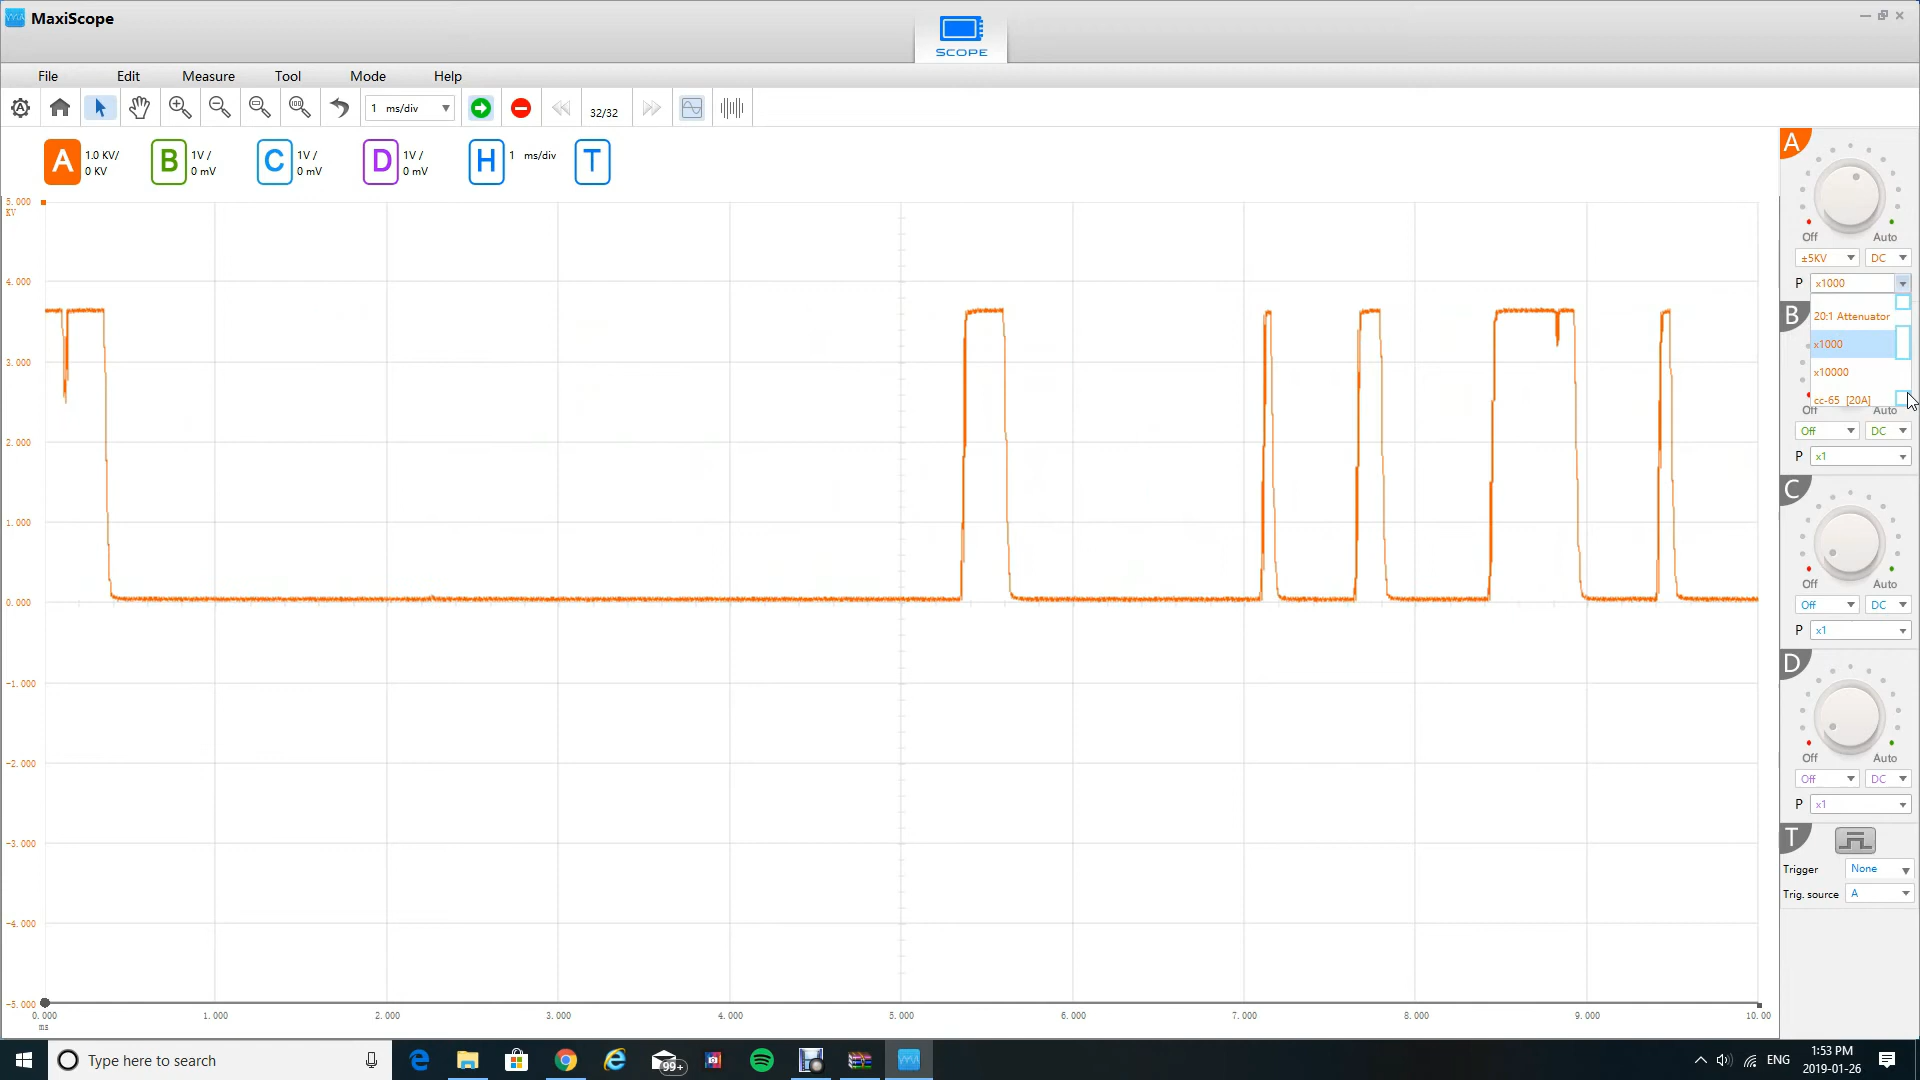 MaxiScope
SCOPE
File Edit Measure Tool Mode Help
1 ms/div 32/32
A 1.0 KV/ 0 KV
B 1V / 0 mV
C 1V / 0 mV
D 1V / 0 mV
H 1 ms/div
T
5.000
KV
4.000
3.000
2.000
1.000
0.000
-1.000
-2.000
-3.000
-4.000
-5.000
0.000 1.000 2.000 3.000 4.000 5.000 6.000 7.000 8.000 9.000 10.00
ms
A
Off Auto
±5KV DC
P x1000
20:1 Attenuator
x1000
x10000
cc-65 [20A]
B
Off Auto
Off DC
P x1
C
Off Auto
Off DC
P x1
D
Off Auto
Off DC
P x1
T
Trigger None
Trig. source A
Type here to search
99+
ENG
1:53 PM
2019-01-26